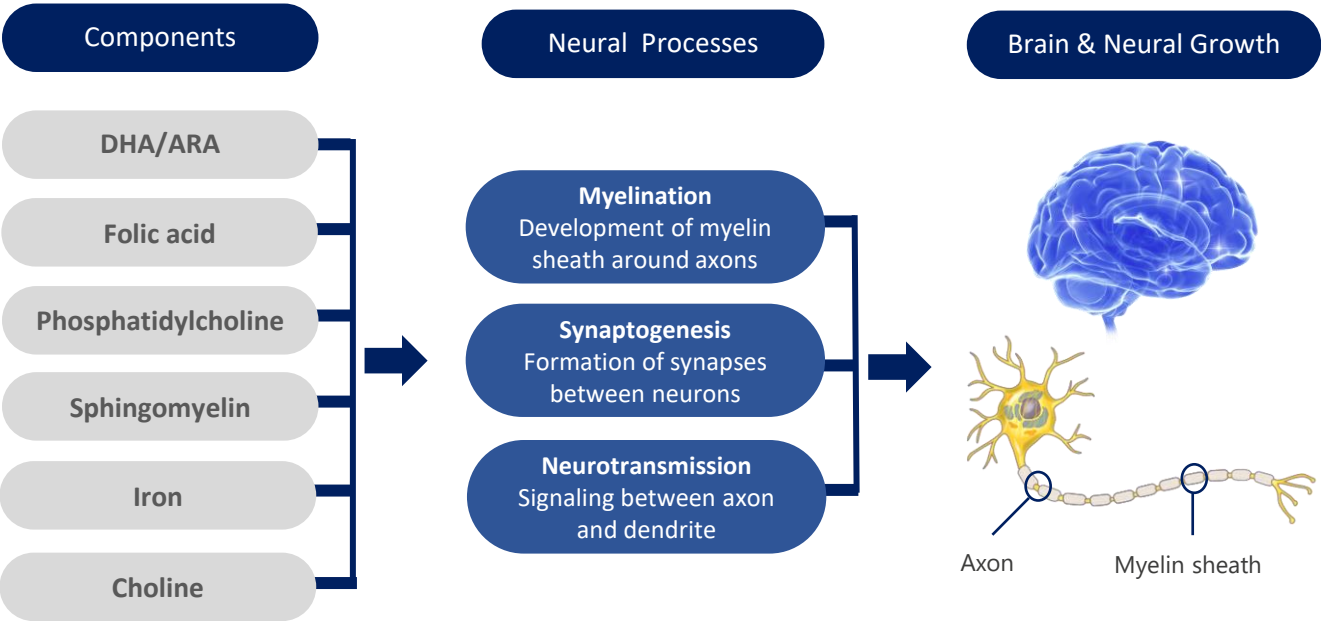 Components
Neural Processes
Brain & Neural Growth
DHA/ARA
Folic acid
Phosphatidylcholine
Sphingomyelin
Iron
Choline
Myelination
Development of myelin
sheath around axons
Synaptogenesis
Formation of synapses
between neurons
Neurotransmission
Signaling between axon
and dendrite
Axon
Myelin sheath